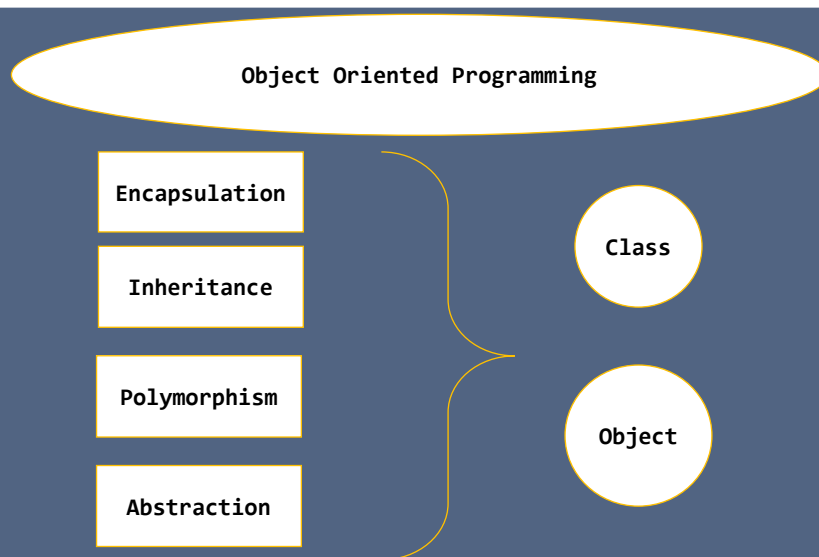 Object Oriented Programming
Encapsulation
Inheritance
Polymorphism
Abstraction
Class
Object